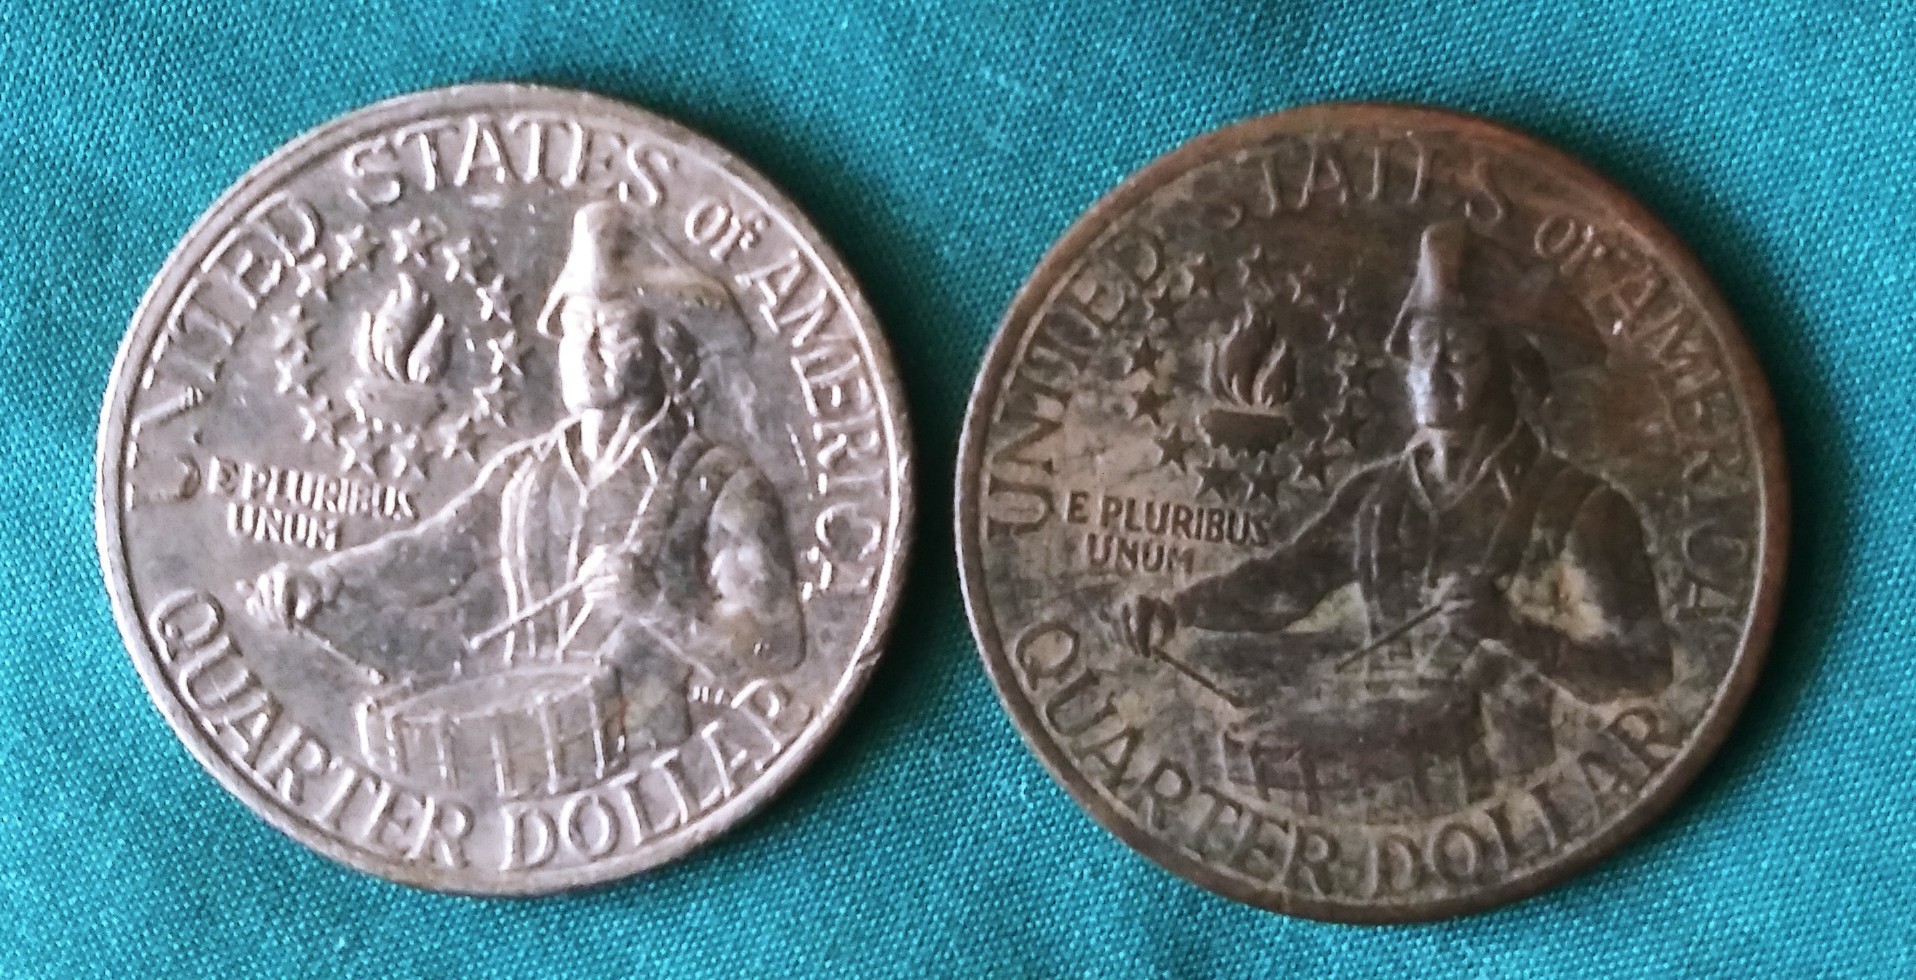 UNITED STATES of AMERICA
E PLURIBUS
UNUM
QUARTER DOLLAR
UNITED STATES of AMERICA
E PLURIBUS
UNUM
QUARTER DOLLAR